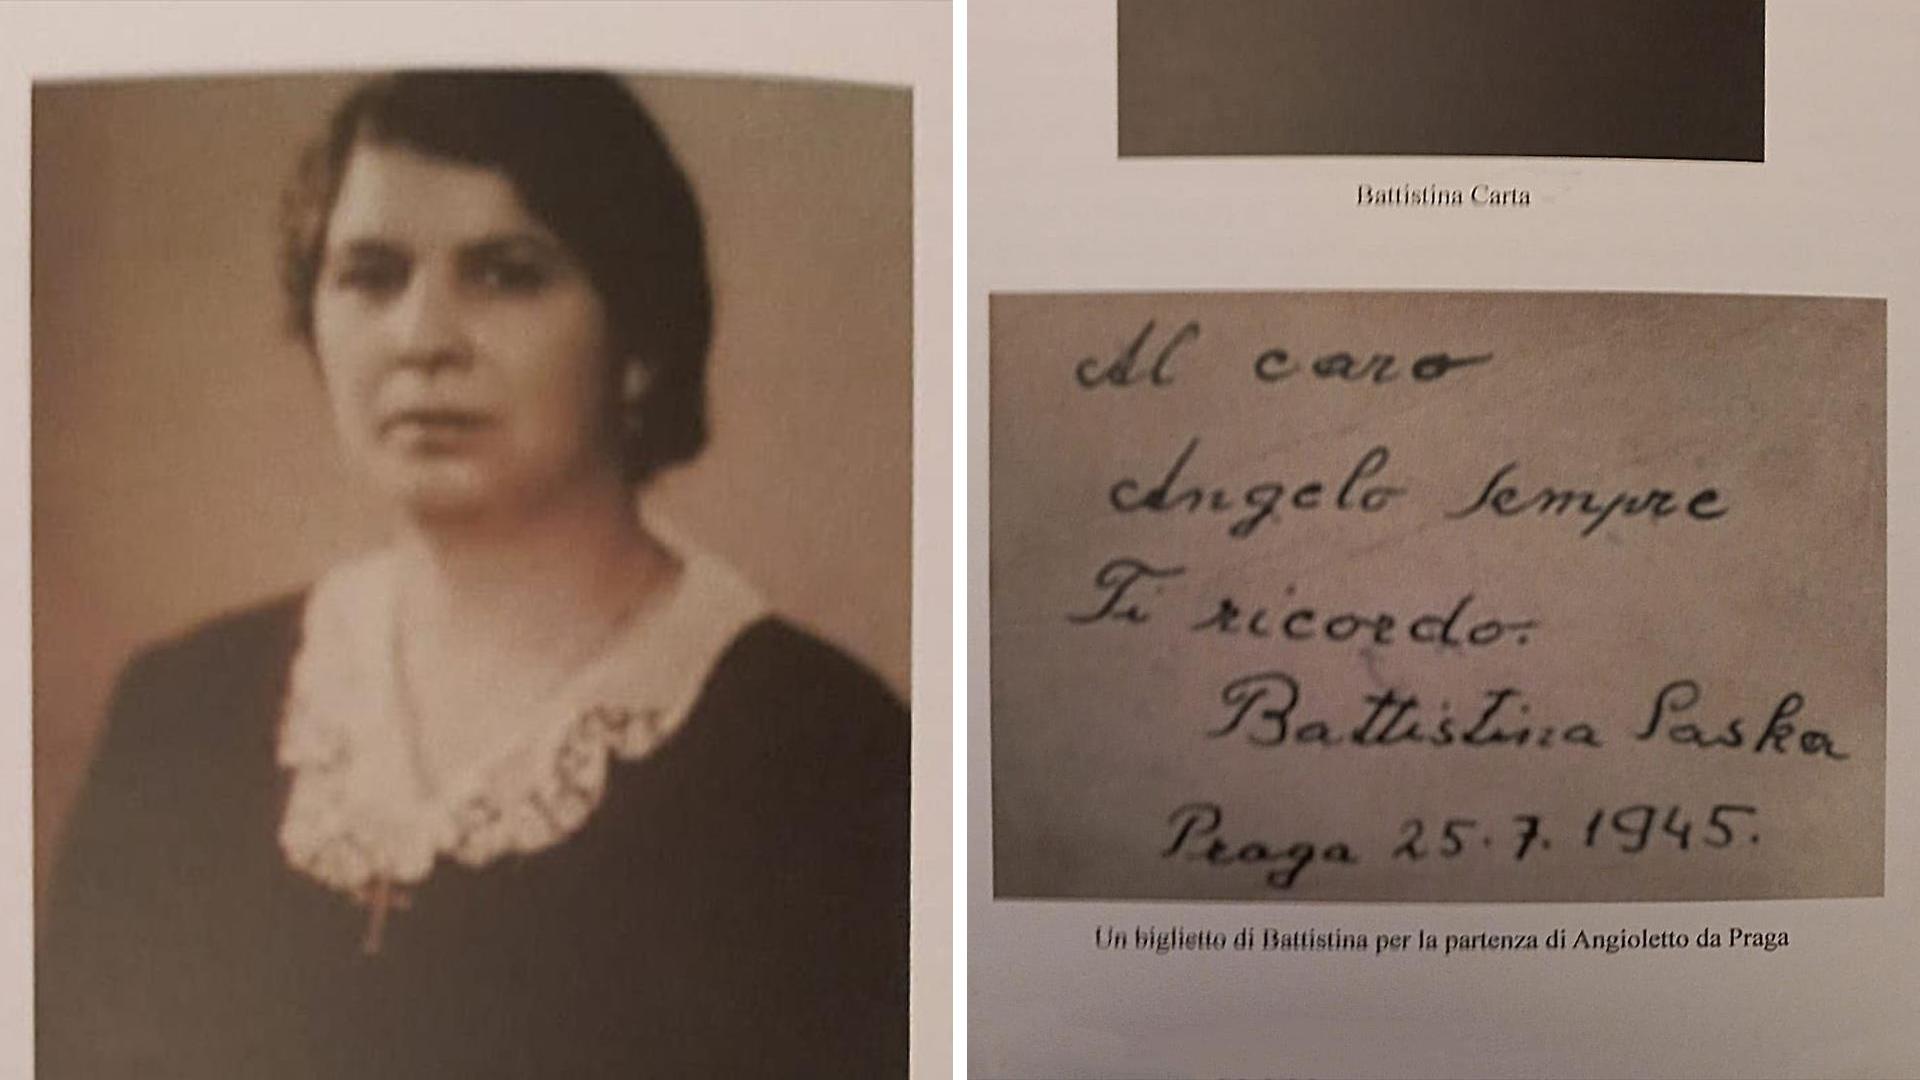 Battistina Carta
Al caro
Angelo sempre
Ti ricordo.
Battistina Saska
Praga 25.7.1945.
Un biglietto di Battistina per la partenza di Angioletto da Praga